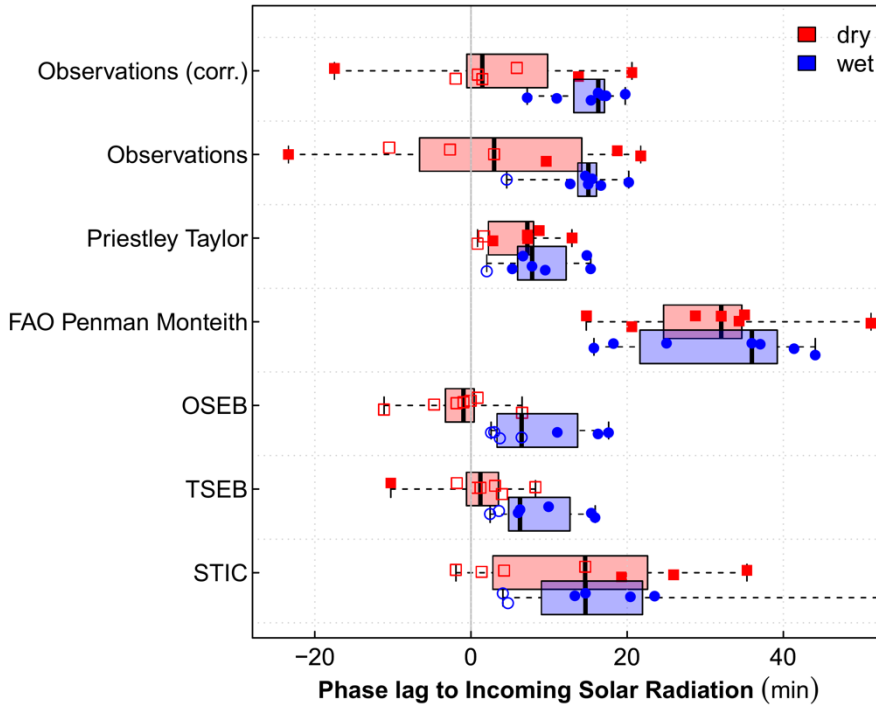 dry
wet
Observations (corr.)
Observations
Priestley Taylor
FAO Penman Monteith
OSEB
TSEB
STIC
−20 0 20 40
Phase lag to Incoming Solar Radiation (min)